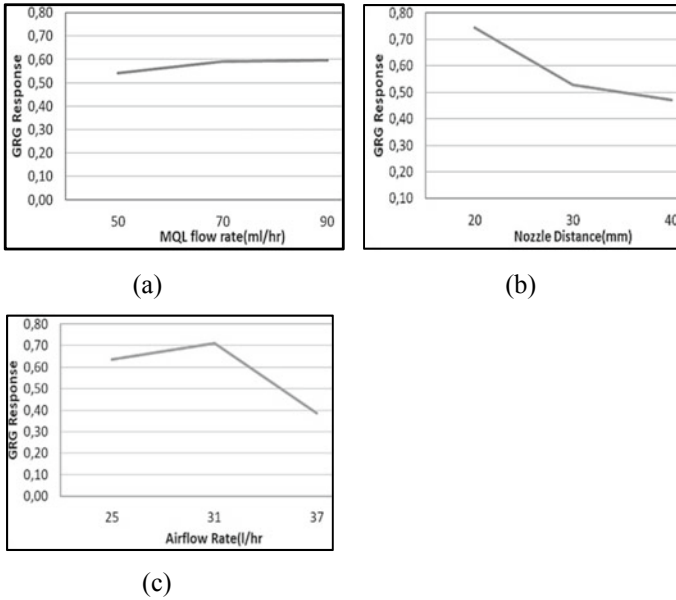 0,80
0,70
0,60
0,50
0,40
0,30
0,20
0,10
0,00
GRG Response
50 70 90
MQL flow rate(ml/hr)
(a)
0,80
0,70
0,60
0,50
0,40
0,30
0,20
0,10
GRG Response
20 30 40
Nozzle Distance(mm)
(b)
0,80
0,70
0,60
0,50
0,40
0,30
0,20
0,10
0,00
GRG Response
25 31 37
Airflow Rate(l/hr
(c)